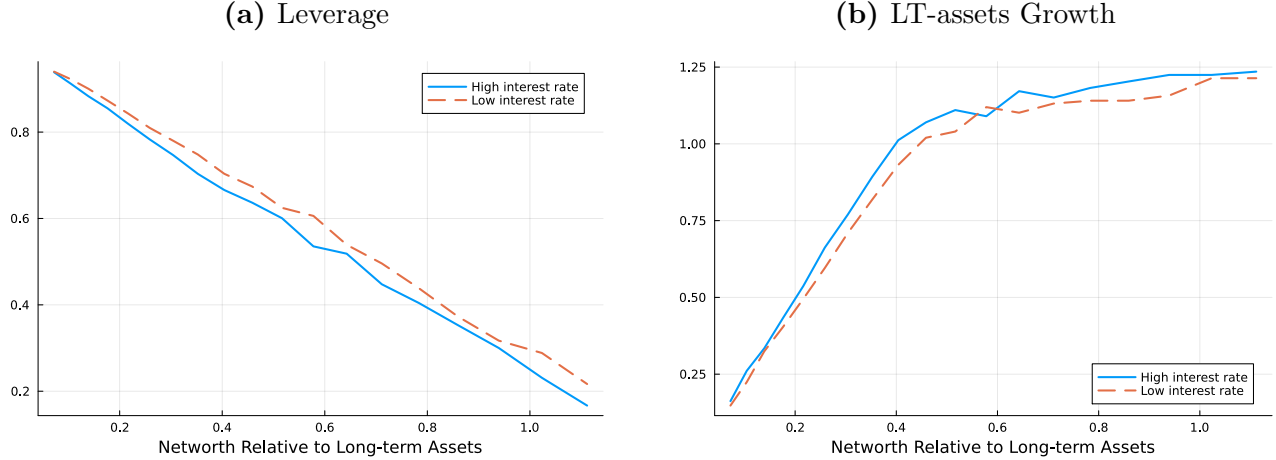 (a) Leverage
High interest rate
Low interest rate
0.8
0.6
0.4
0.2
0.2 0.4 0.6 0.8 1.0
Networth Relative to Long-term Assets
(b) LT-assets Growth
1.25
1.00
0.75
0.50
0.25
High interest rate
Low interest rate
0.2 0.4 0.6 0.8 1.0
Networth Relative to Long-term Assets